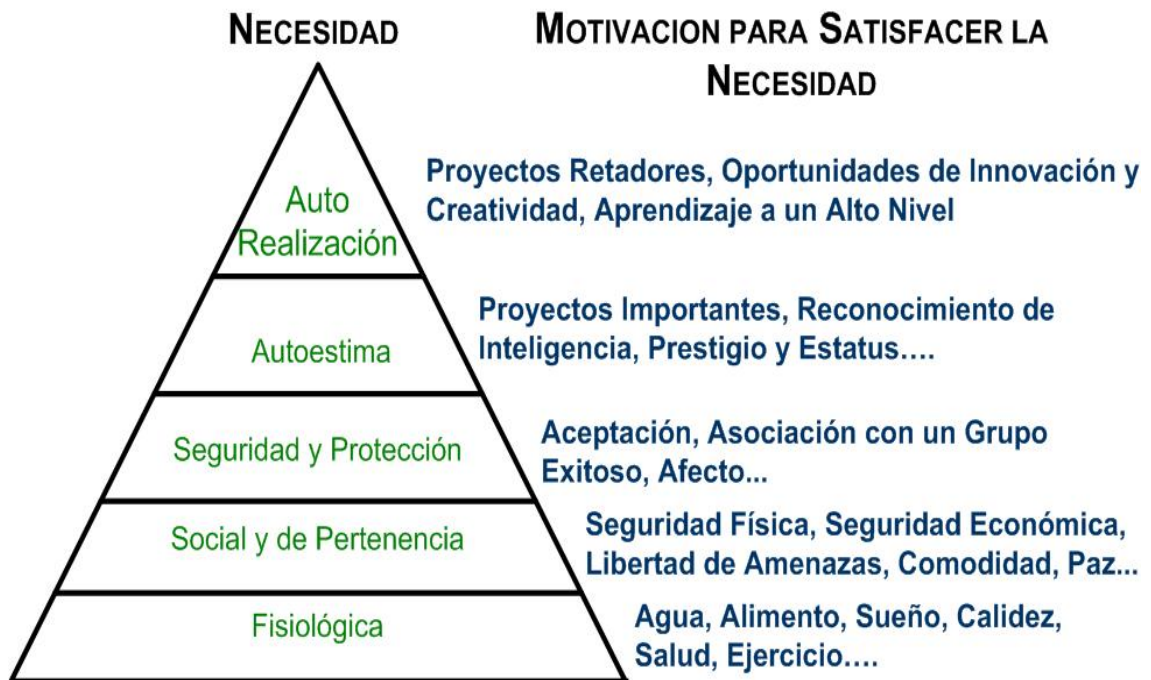 NECESIDAD
MOTIVACION PARA SATISFACER LA
NECESIDAD
Auto
Realización
Proyectos Retadores, Oportunidades de Innovación y
Creatividad, Aprendizaje a un Alto Nivel
Autoestima
Proyectos Importantes, Reconocimiento de
Inteligencia, Prestigio y Estatus....
Seguridad y Protección
Aceptación, Asociación con un Grupo
Exitoso, Afecto...
Social y de Pertenencia
Seguridad Física, Seguridad Económica,
Libertad de Amenazas, Comodidad, Paz...
Fisiológica
Agua, Alimento, Sueño, Calidez,
Salud, Ejercicio....